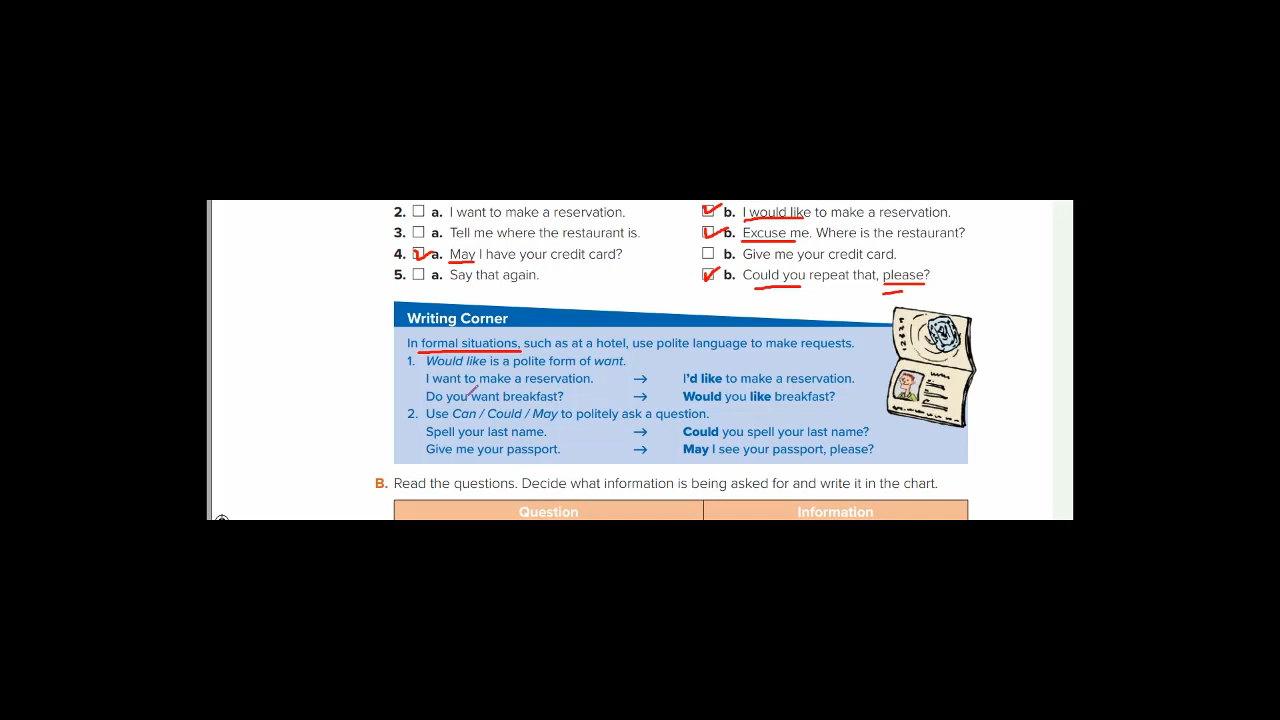 2. a. I want to make a reservation. b. I would like to make a reservation.
3. a. Tell me where the restaurant is. b. Excuse me. Where is the restaurant?
4. a. May I have your credit card? b. Give me your credit card.
5. a. Say that again. b. Could you repeat that, please?
Writing Corner
In formal situations, such as at a hotel, use polite language to make requests.
1. Would like is a polite form of want.
I want to make a reservation. → I'd like to make a reservation.
Do you want breakfast? → Would you like breakfast?
2. Use Can / Could / May to politely ask a question.
Spell your last name. → Could you spell your last name?
Give me your passport. → May I see your passport, please?
B. Read the questions. Decide what information is being asked for and write it in the chart.
Question Information